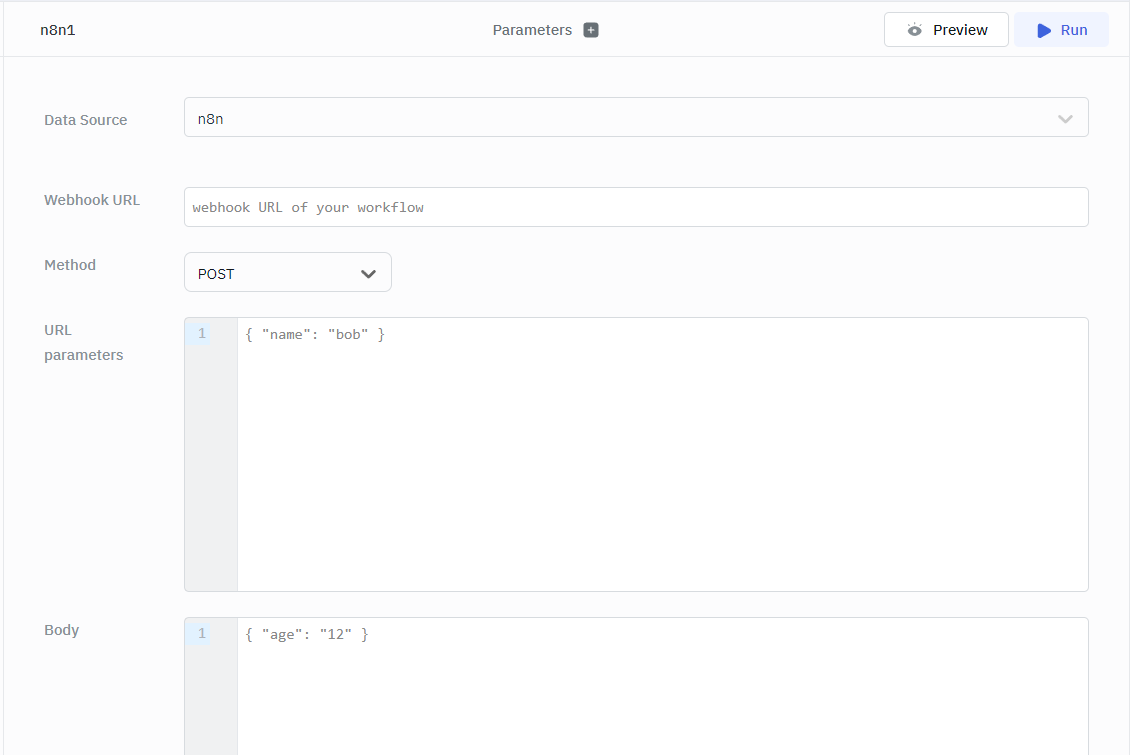 n8n1
Parameters +
Preview
Run
Data Source
n8n
Webhook URL
webhook URL of your workflow
Method
POST
URL
parameters
1
{ "name": "bob" }
Body
1
{ "age": "12" }